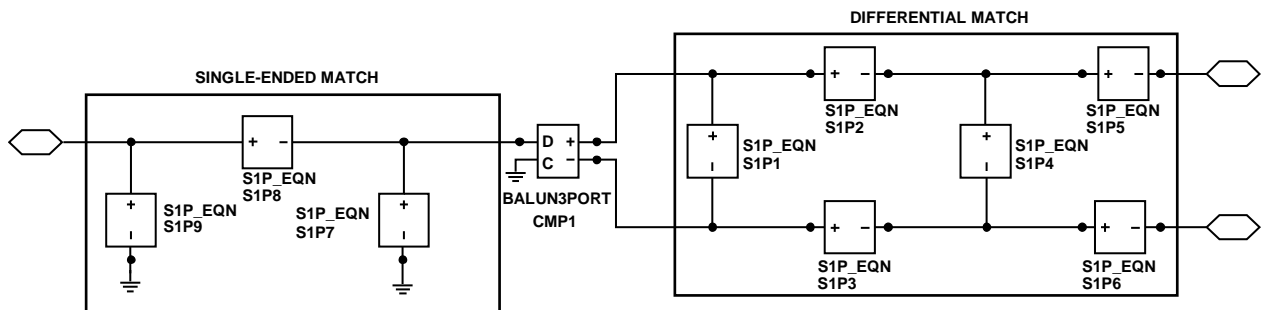 DIFFERENTIAL MATCH
SINGLE-ENDED MATCH
+ −
S1P_EQN
S1P2
+ −
S1P_EQN
S1P5
+
−
S1P_EQN
S1P1
+
−
S1P_EQN
S1P4
+ −
S1P_EQN
S1P8
D +
C −
BALUN3PORT
CMP1
+
−
S1P_EQN
S1P9
+
−
S1P_EQN
S1P7
+ −
S1P_EQN
S1P3
+ −
S1P_EQN
S1P6